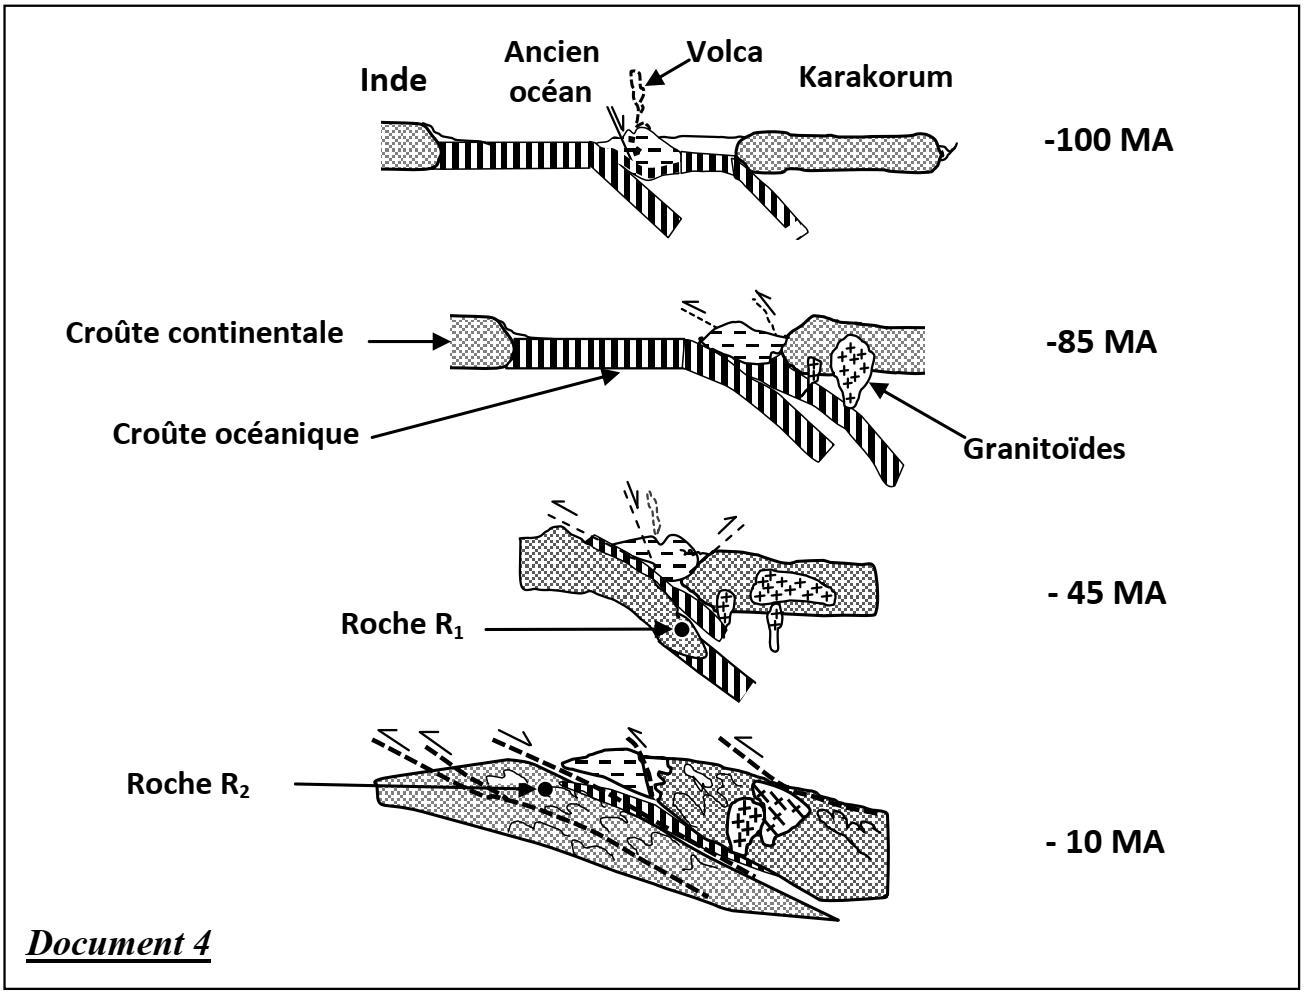 Ancien
océan
Volca
Inde
Karakorum
-100 MA
Croûte continentale
-85 MA
Croûte océanique
Granitoïdes
Roche R₁
- 45 MA
Roche R₂
- 10 MA
Document 4